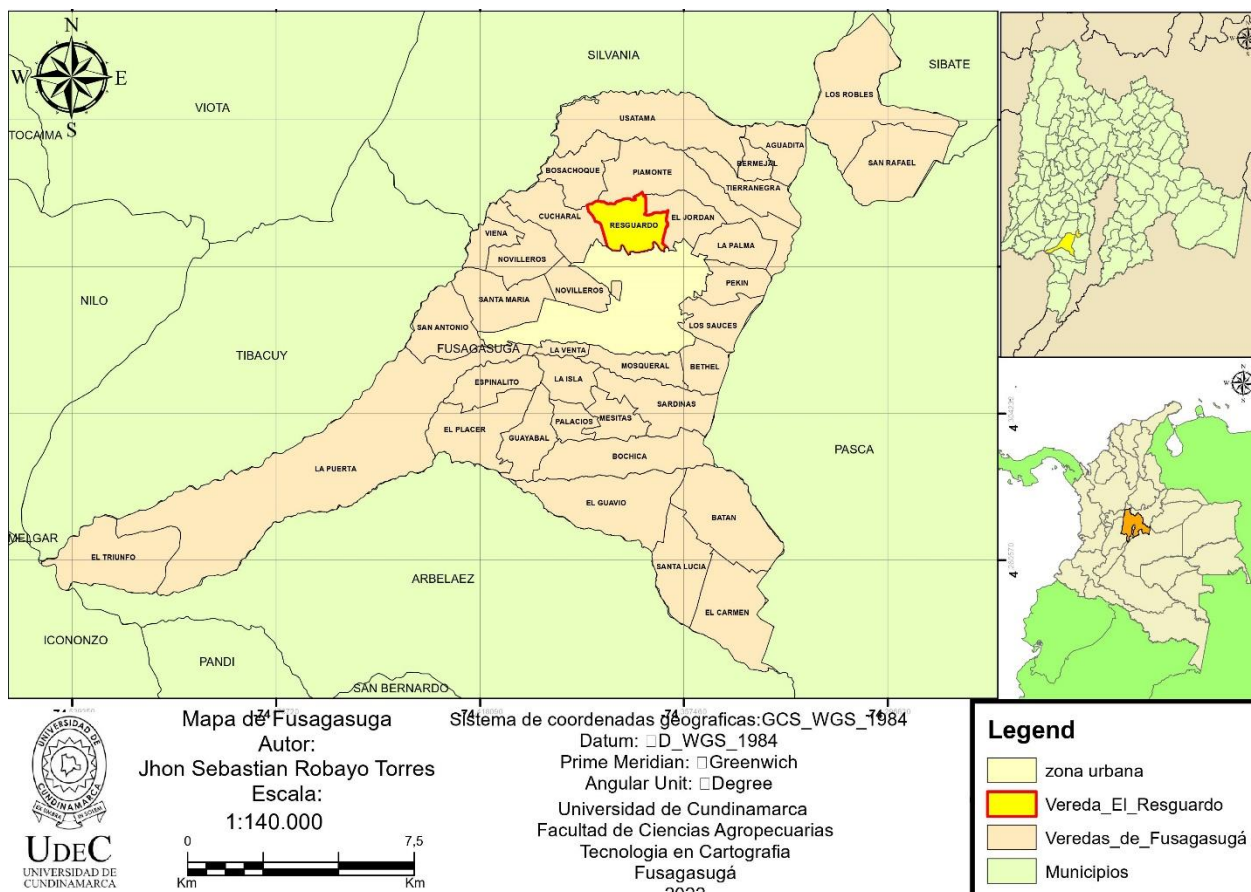 N
W
E
S
SILVANIA
SIBATE
VIOTA
TOCAIMA
LOS ROBLES
USATAMA
AGUADITA
BERMEJAL
SAN RAFAEL
BOSACHOQUE
PIAMONTE
TIERRANEGRA
CUCHARAL
EL JORDAN
RESGUARDO
VIENA
LA PALMA
NOVILLEROS
NOVILLEROS
PEKIN
SANTA MARIA
NILO
SAN ANTONIO
LOS SAUCES
TIBACUY
FUSAGASUGA
LA VENTA
MOSQUERAL
BETHEL
ESPINALITO
LA ISLA
SARDINAS
EL PLACER
PALACIOS
MESITAS
GUAYABAL
BOCHICA
PASCA
LA PUERTA
EL GUAVIO
BATAN
MELGAR
EL TRIUNFO
SANTA LUCIA
ARBELAEZ
EL CARMEN
ICONONZO
PANDI
SAN BERNARDO
Mapa de Fusagasuga
Autor:
Jhon Sebastian Robayo Torres
Escala:
1:140.000
0 7,5
Km Km
UNIVERSIDAD DE
CUNDINAMARCA
UDEC
UNIVERSIDAD DE
CUNDINAMARCA
Sistema de coordenadas geograficas:GCS_WGS_1984
Datum: □D_WGS_1984
Prime Meridian: □Greenwich
Angular Unit: □Degree
Universidad de Cundinamarca
Facultad de Ciencias Agropecuarias
Tecnologia en Cartografia
Fusagasugá
Legend
zona urbana
Vereda_El_Resguardo
Veredas_de_Fusagasugá
Municipios